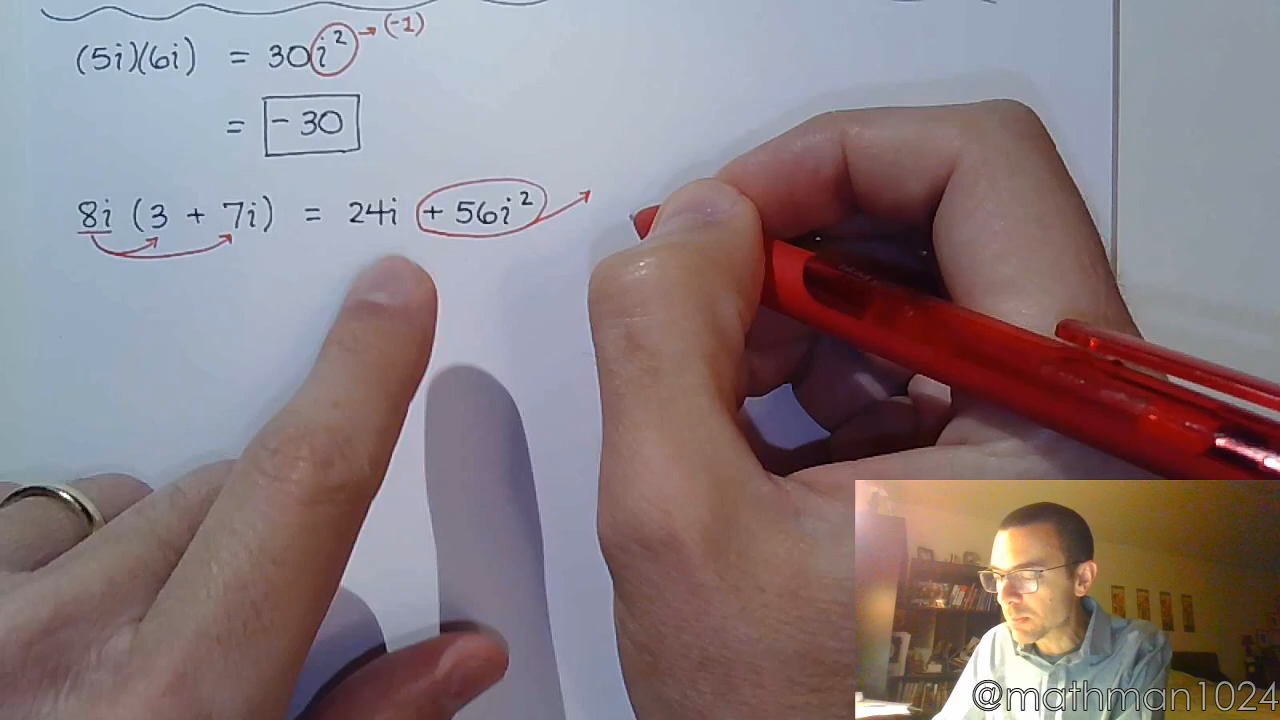 (5i)(6i) = 30i² → (-1)
= -30
8i (3 + 7i) = 24i + 56i²
@mathman1024